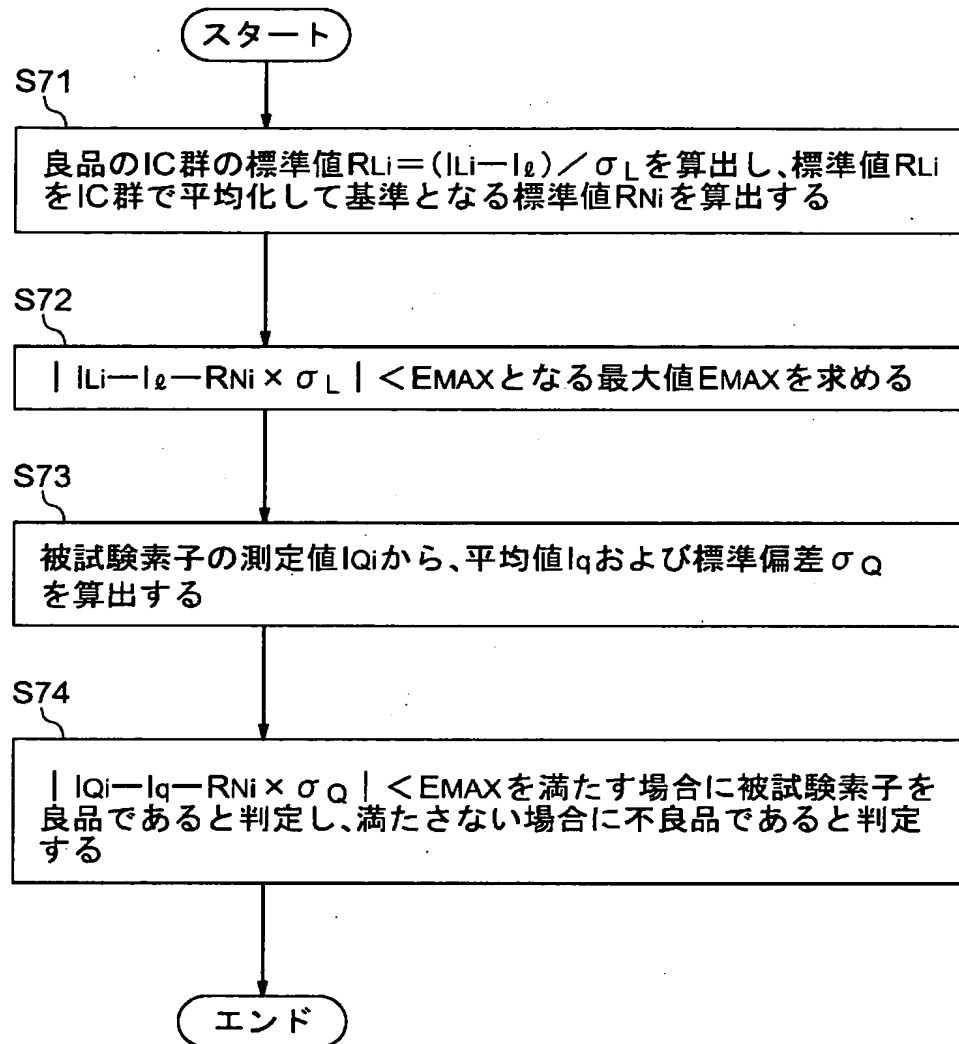 スタート
S71
良品のIC群の標準値RLi=(ILi−Iℓ)/σLを算出し、標準値RLi
をIC群で平均化して基準となる標準値RNiを算出する
S72
| ILi−Iℓ−RNi×σL | <EMAXとなる最大値EMAXを求める
S73
被試験素子の測定値IQiから、平均値Iqおよび標準偏差σQ
を算出する
S74
| IQi−Iq−RNi×σQ | <EMAXを満たす場合に被試験素子を
良品であると判定し、満たさない場合に不良品であると判定
する
エンド